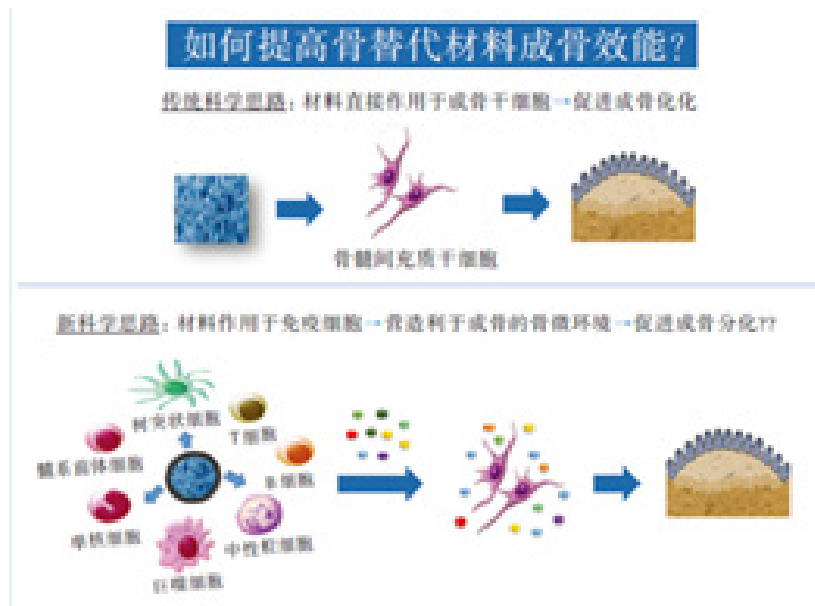 如何提高骨替代材料成骨效能?
传统科学思路：材料直接作用于成骨干细胞→促进成骨优化
骨髓间充质干细胞
新科学思路：材料作用于免疫细胞→营造利于成骨的骨微环境→促进成骨分化??
树突状细胞
T细胞
髓系前体细胞
B细胞
单核细胞
中性粒细胞
巨噬细胞